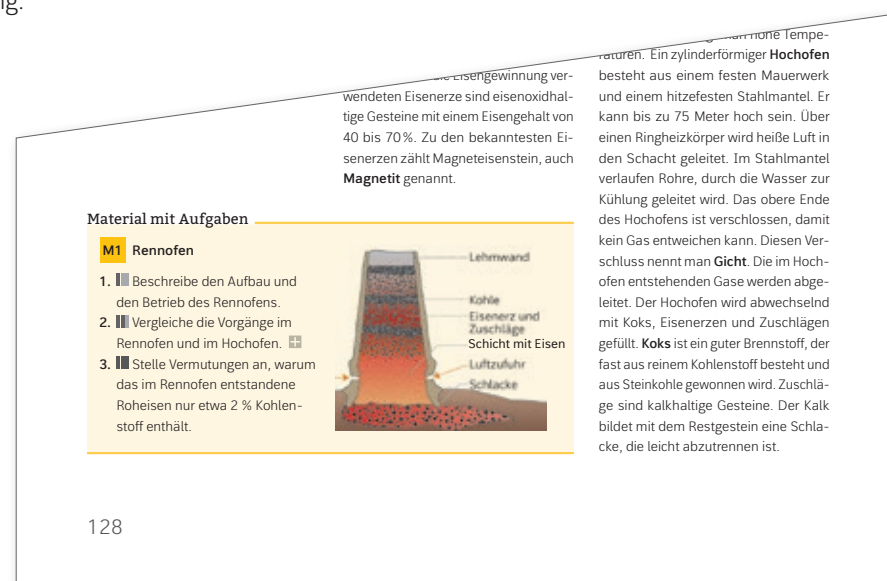 ng.
Eisengewinnung ver-
wendeten Eisenerze sind eisenoxidhal-
tige Gesteine mit einem Eisengehalt von
40 bis 70 %. Zu den bekanntesten Ei-
senerzen zählt Magneteisenstein, auch
Magnetit genannt.
hohe Tempe-
raturen. Ein zylinderförmiger Hochofen
besteht aus einem festen Mauerwerk
und einem hitzefesten Stahlmantel. Er
kann bis zu 75 Meter hoch sein. Über
einen Ringheizkörper wird heiße Luft in
den Schacht geleitet. Im Stahlmantel
verlaufen Rohre, durch die Wasser zur
Kühlung geleitet wird. Das obere Ende
des Hochofens ist verschlossen, damit
kein Gas entweichen kann. Diesen Ver-
schluss nennt man Gicht. Die im Hoch-
ofen entstehenden Gase werden abge-
leitet. Der Hochofen wird abwechselnd
mit Koks, Eisenerzen und Zuschlägen
gefüllt. Koks ist ein guter Brennstoff, der
fast aus reinem Kohlenstoff besteht und
aus Steinkohle gewonnen wird. Zuschlä-
ge sind kalkhaltige Gesteine. Der Kalk
bildet mit dem Restgestein eine Schla-
cke, die leicht abzutrennen ist.
Material mit Aufgaben
M1 Rennofen
1. Beschreibe den Aufbau und
den Betrieb des Rennofens.
2. Vergleiche die Vorgänge im
Rennofen und im Hochofen.
3. Stelle Vermutungen an, warum
das im Rennofen entstandene
Roheisen nur etwa 2 % Kohlen-
stoff enthält.
Lehmwand
Kohle
Eisenerz und
Zuschläge
Schicht mit Eisen
Luftzufuhr
Schlacke
128